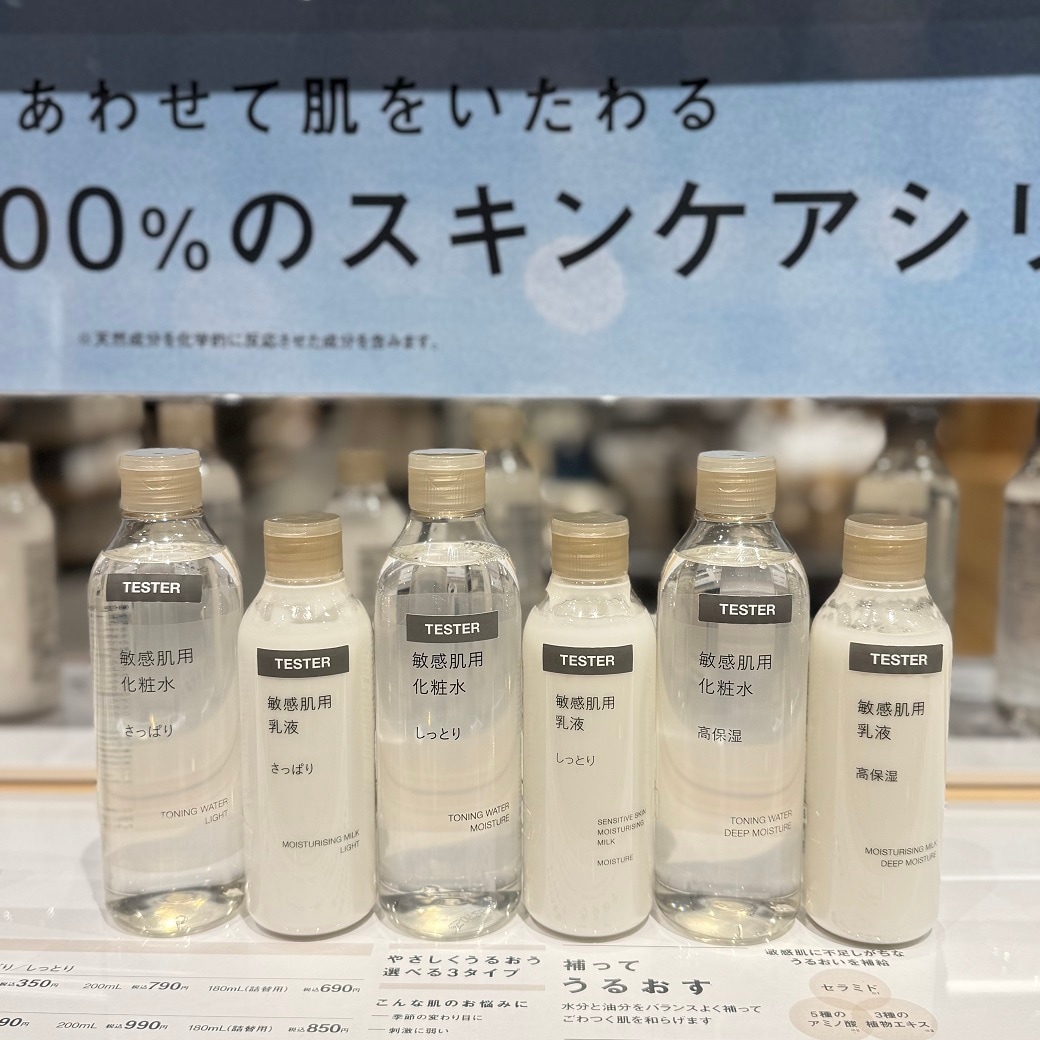 あわせて肌をいたわる
00%のスキンケアシリ
※天然成分を化学的に反応させた成分を含みます。
TESTER
敏感肌用
化粧水
さっぱり
TONING WATER
LIGHT
TESTER
敏感肌用
乳液
さっぱり
MOISTURISING MILK
LIGHT
TESTER
敏感肌用
化粧水
しっとり
TONING WATER
MOISTURE
TESTER
敏感肌用
乳液
しっとり
SENSITIVE SKIN
MOISTURISING
MILK
MOISTURE
TESTER
敏感肌用
化粧水
高保湿
TONING WATER
DEEP MOISTURE
TESTER
敏感肌用
乳液
高保湿
MOISTURISING MILK
DEEP MOISTURE
り/しっとり
税込350円 200mL 税込790円 180mL(詰替用) 税込690円
90円 200mL 税込990円 180mL(詰替用) 税込850円
やさしくうるおう
選べる3タイプ
こんな肌のお悩みに
季節の変わり目に
刺激に弱い
補って
うるおす
水分と油分をバランスよく補って
ごわつく肌を和らげます
敏感肌に不足しがちな
うるおいを補給
セラミド
5種の
アミノ酸
3種の
植物エキス